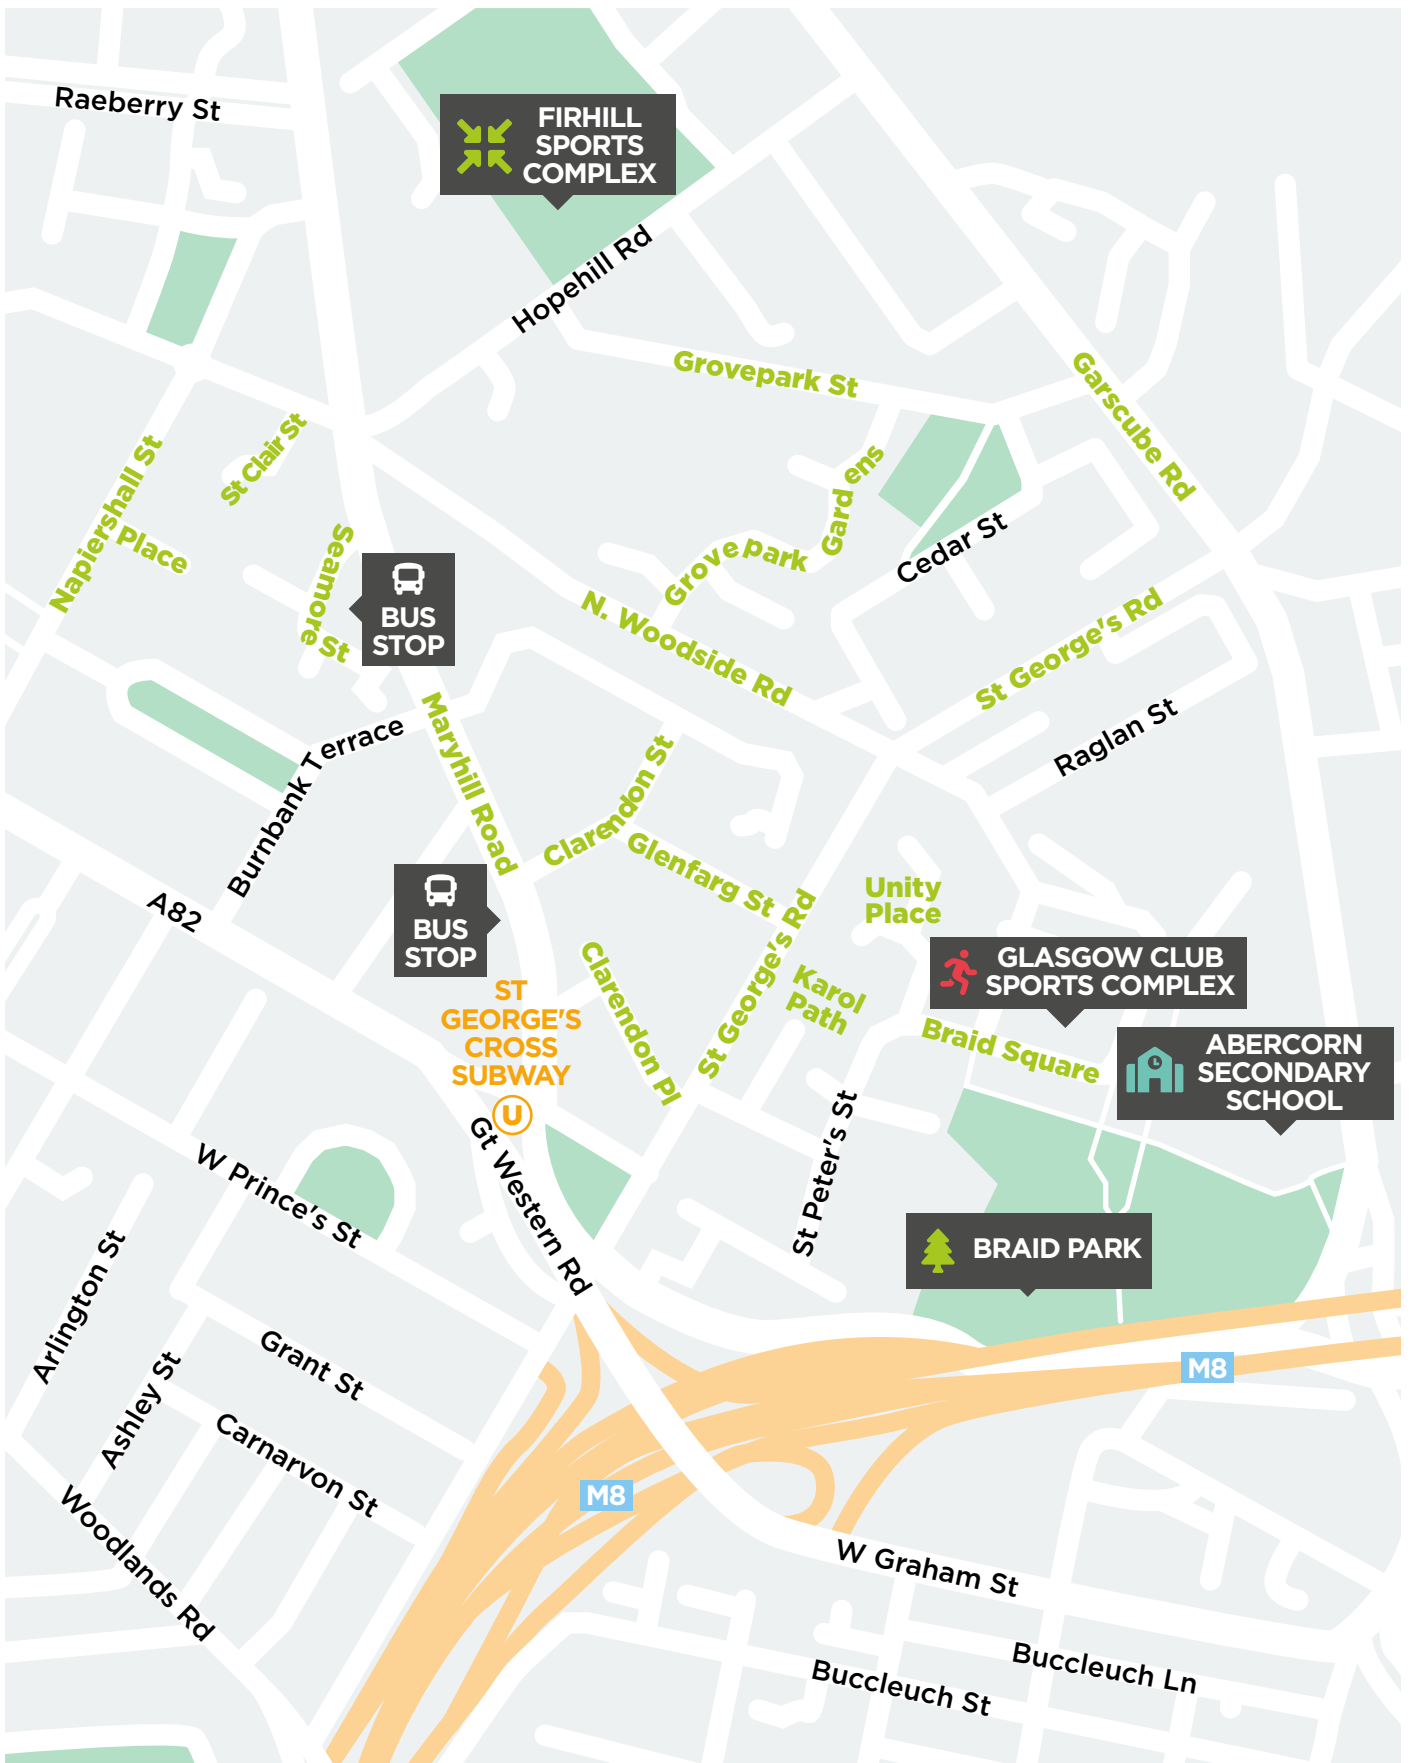 Raeberry St
FIRHILL
SPORTS
COMPLEX
Hopehill Rd
Grovepark St
Garscube Rd
St Clair St
Napiershall St
Place
Grovepark Gardens
Cedar St
Seamore St
BUS
STOP
N. Woodside Rd
St George's Rd
Raglan St
Maryhill Road
Burnbank Terrace
Clarendon St
Glenfarg St
A82
BUS
STOP
Unity
Place
St George's Rd
Clarendon Pl
Karol
Path
GLASGOW CLUB
SPORTS COMPLEX
Braid Square
ST
GEORGE'S
CROSS
SUBWAY
U
ABERCORN
SECONDARY
SCHOOL
St Peter's St
Gt Western Rd
W Prince's St
BRAID PARK
Arlington St
Grant St
Ashley St
M8
Carnarvon St
M8
Woodlands Rd
W Graham St
Buccleuch Ln
Buccleuch St